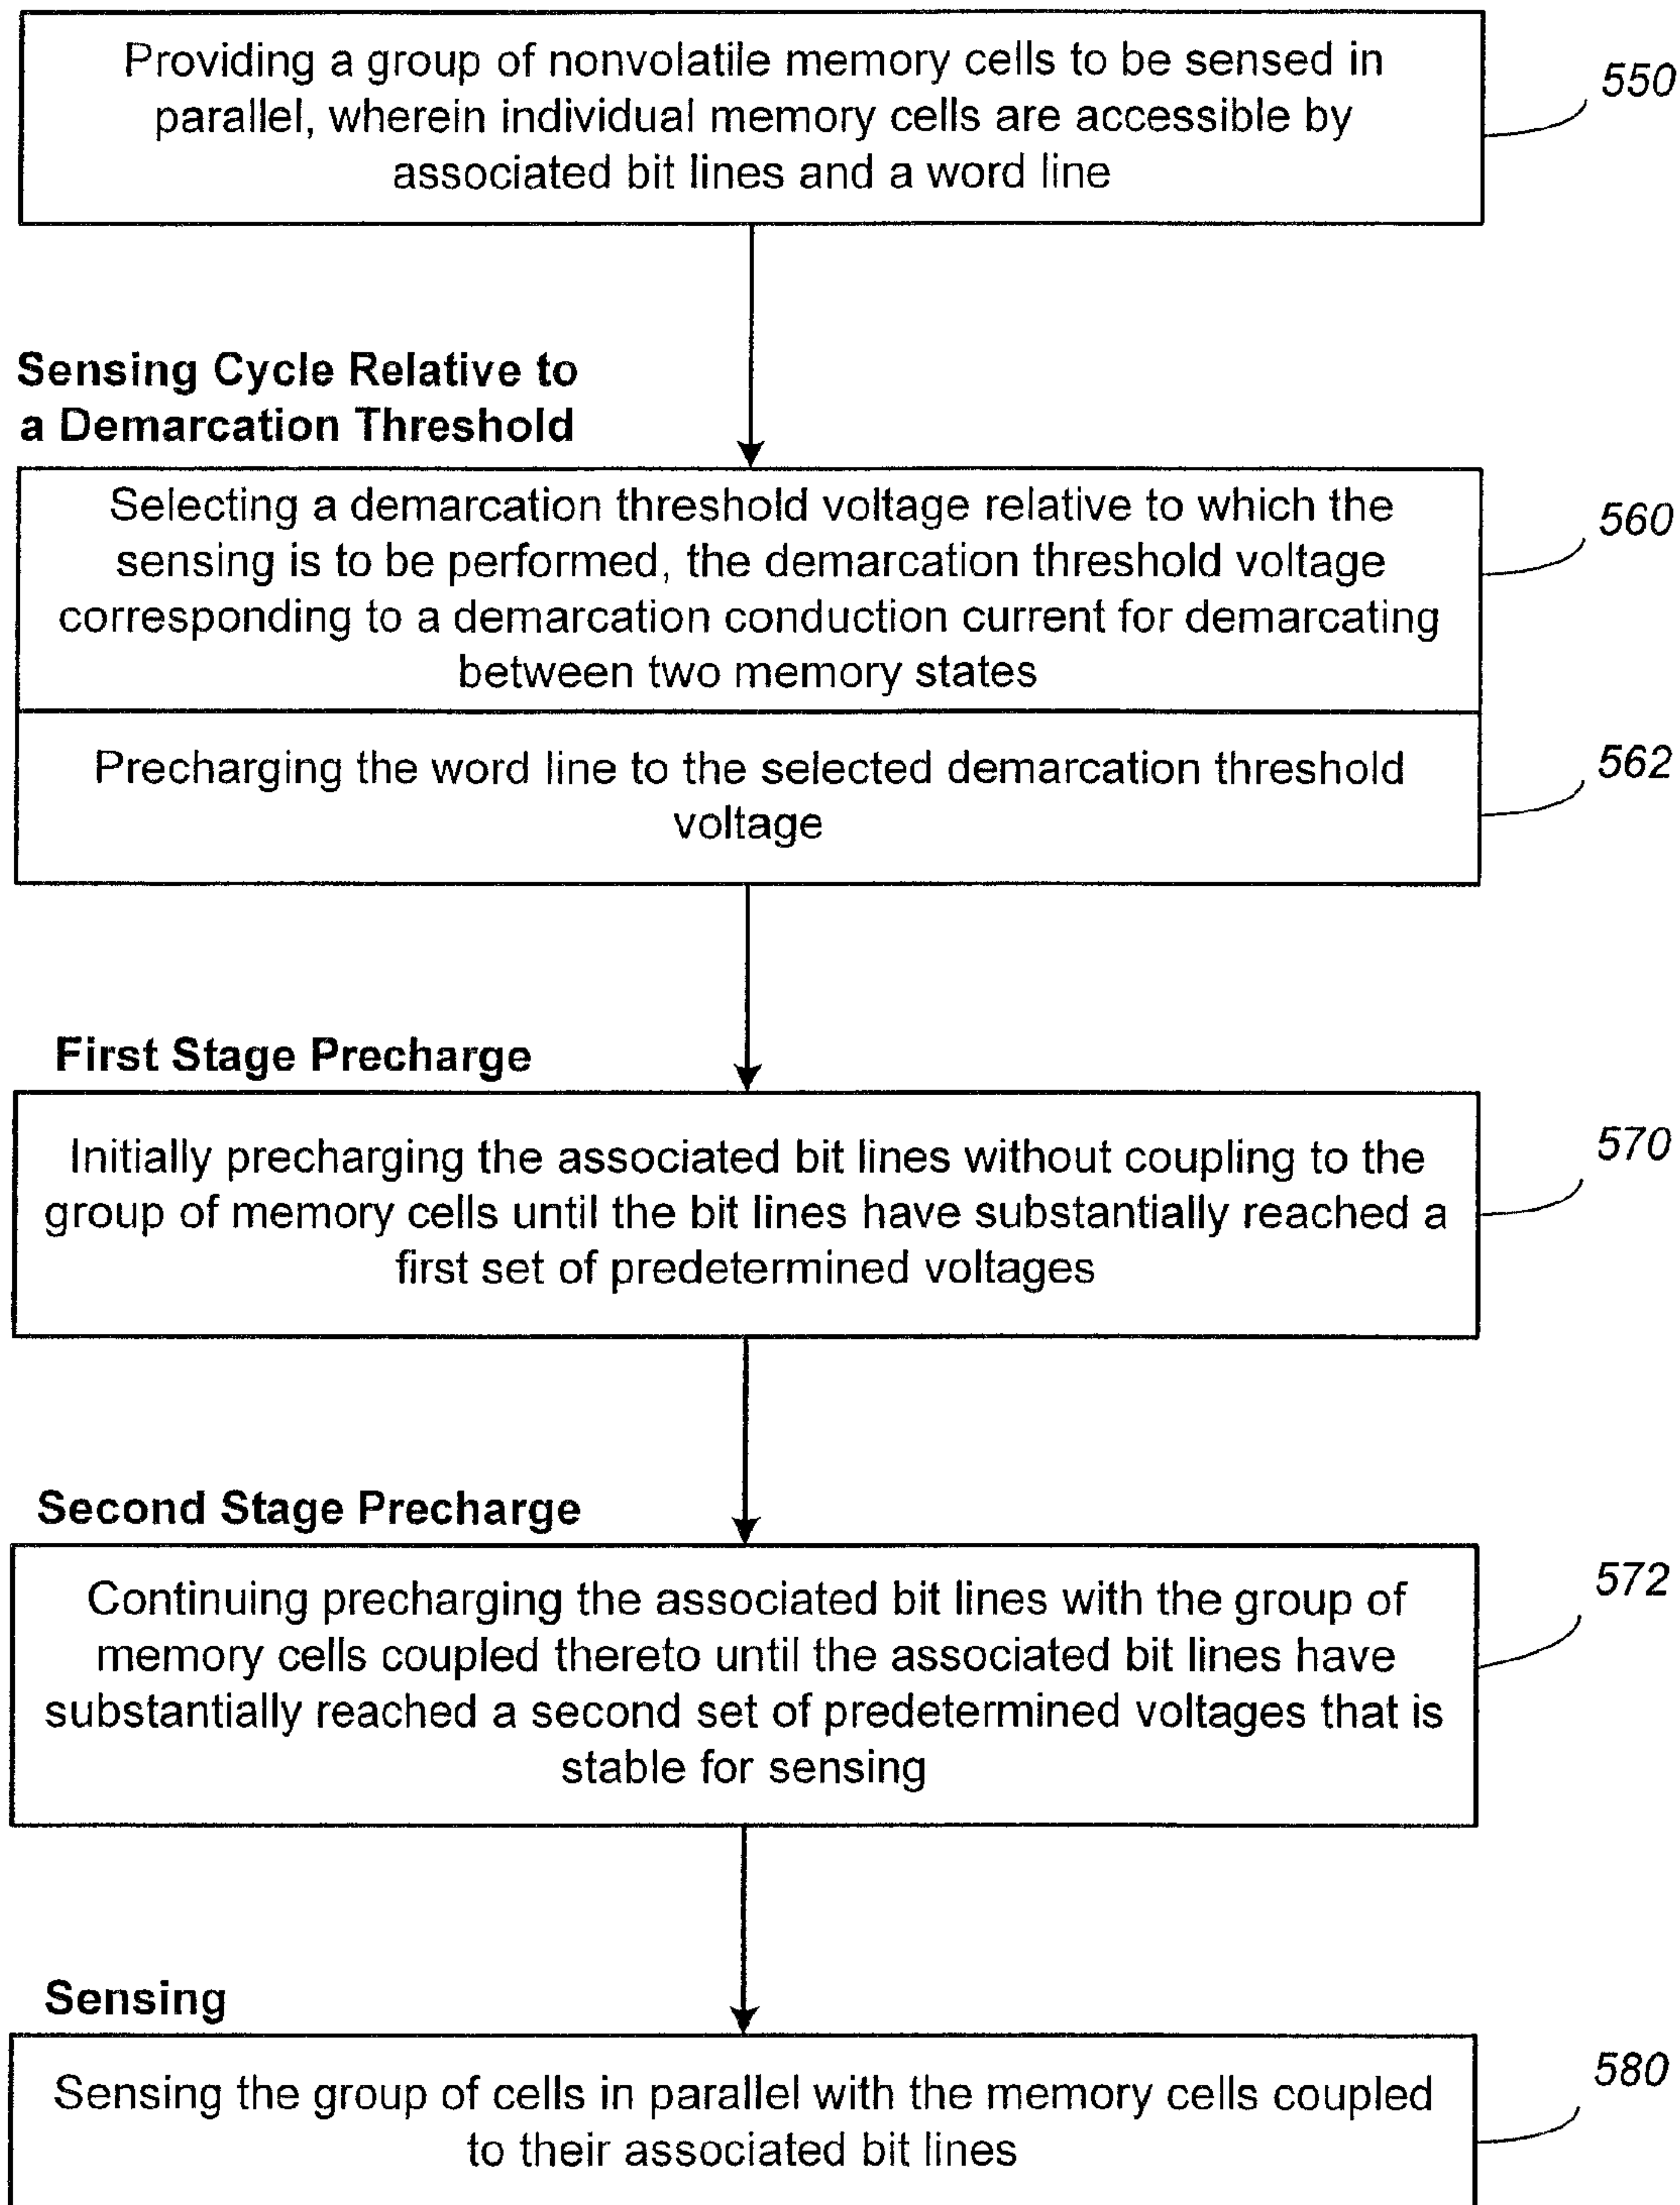 Providing a group of nonvolatile memory cells to be sensed in
parallel, wherein individual memory cells are accessible by
associated bit lines and a word line
550
Sensing Cycle Relative to
a Demarcation Threshold
Selecting a demarcation threshold voltage relative to which the
sensing is to be performed, the demarcation threshold voltage
corresponding to a demarcation conduction current for demarcating
between two memory states
560
Precharging the word line to the selected demarcation threshold
voltage
562
First Stage Precharge
Initially precharging the associated bit lines without coupling to the
group of memory cells until the bit lines have substantially reached a
first set of predetermined voltages
570
Second Stage Precharge
Continuing precharging the associated bit lines with the group of
memory cells coupled thereto until the associated bit lines have
substantially reached a second set of predetermined voltages that is
stable for sensing
572
Sensing
Sensing the group of cells in parallel with the memory cells coupled
to their associated bit lines
580